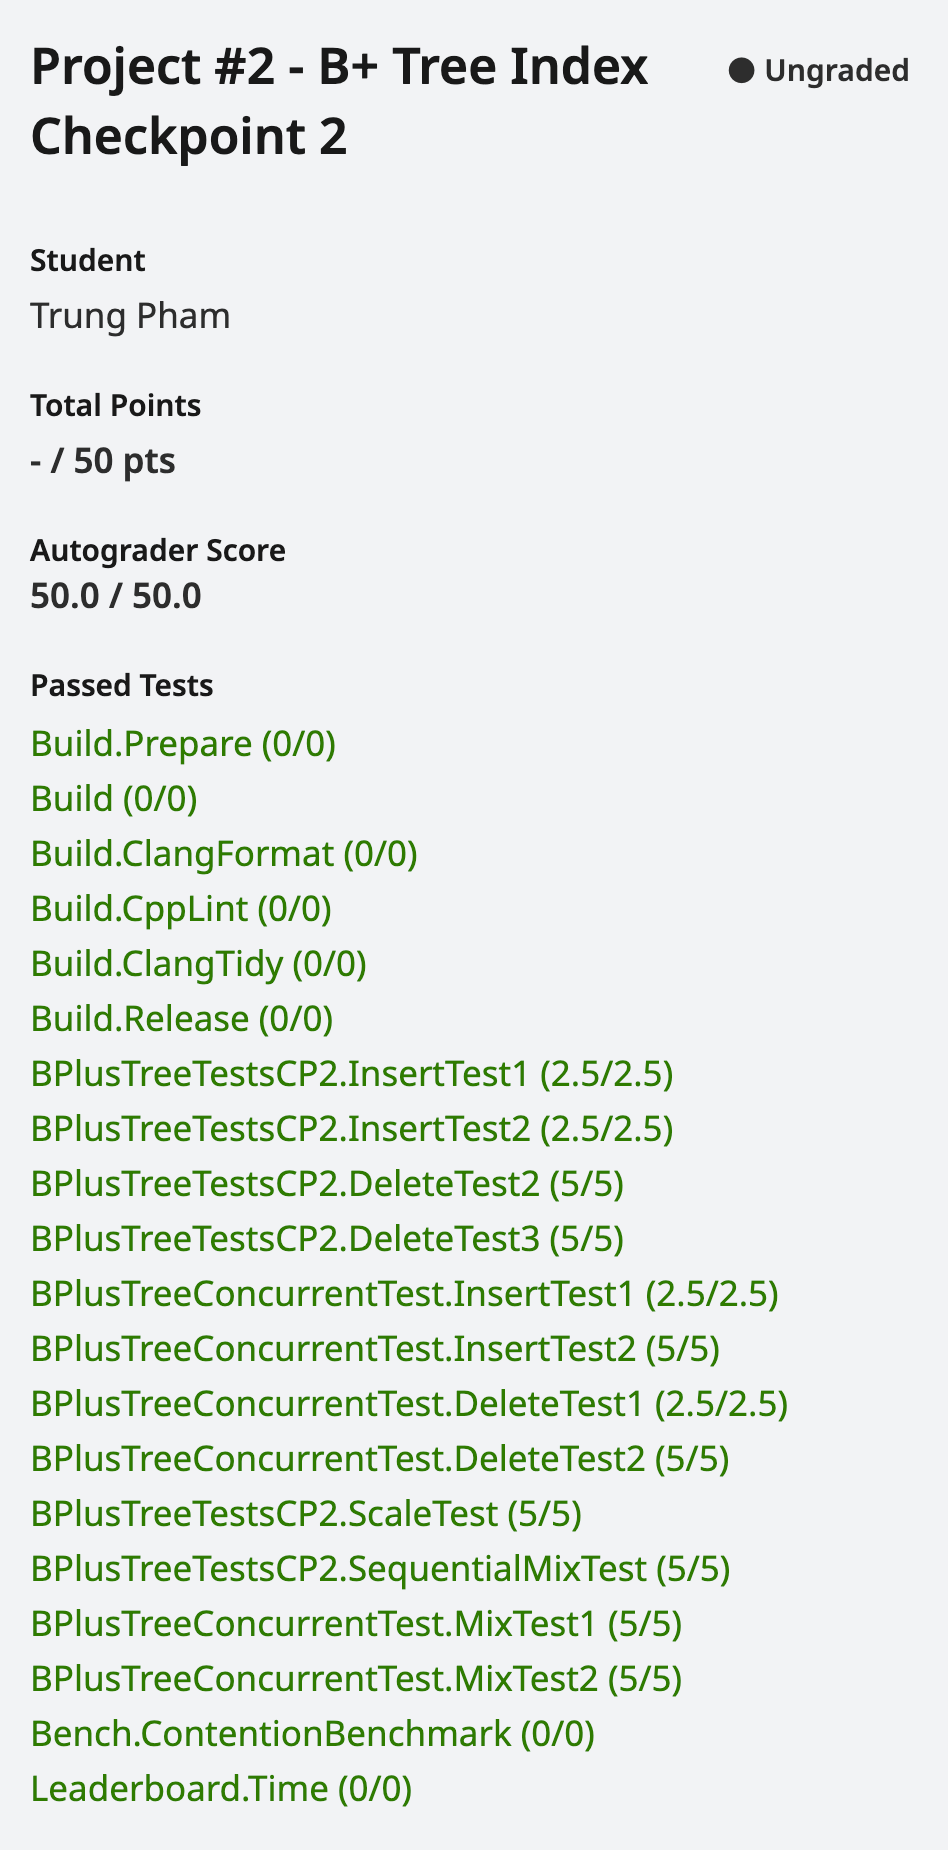 Project #2 - B+ Tree Index
Checkpoint 2
Ungraded
Student
Trung Pham
Total Points
- / 50 pts
Autograder Score
50.0 / 50.0
Passed Tests
Build.Prepare (0/0)
Build (0/0)
Build.ClangFormat (0/0)
Build.CppLint (0/0)
Build.ClangTidy (0/0)
Build.Release (0/0)
BPlusTreeTestsCP2.InsertTest1 (2.5/2.5)
BPlusTreeTestsCP2.InsertTest2 (2.5/2.5)
BPlusTreeTestsCP2.DeleteTest2 (5/5)
BPlusTreeTestsCP2.DeleteTest3 (5/5)
BPlusTreeConcurrentTest.InsertTest1 (2.5/2.5)
BPlusTreeConcurrentTest.InsertTest2 (5/5)
BPlusTreeConcurrentTest.DeleteTest1 (2.5/2.5)
BPlusTreeConcurrentTest.DeleteTest2 (5/5)
BPlusTreeTestsCP2.ScaleTest (5/5)
BPlusTreeTestsCP2.SequentialMixTest (5/5)
BPlusTreeConcurrentTest.MixTest1 (5/5)
BPlusTreeConcurrentTest.MixTest2 (5/5)
Bench.ContentionBenchmark (0/0)
Leaderboard.Time (0/0)